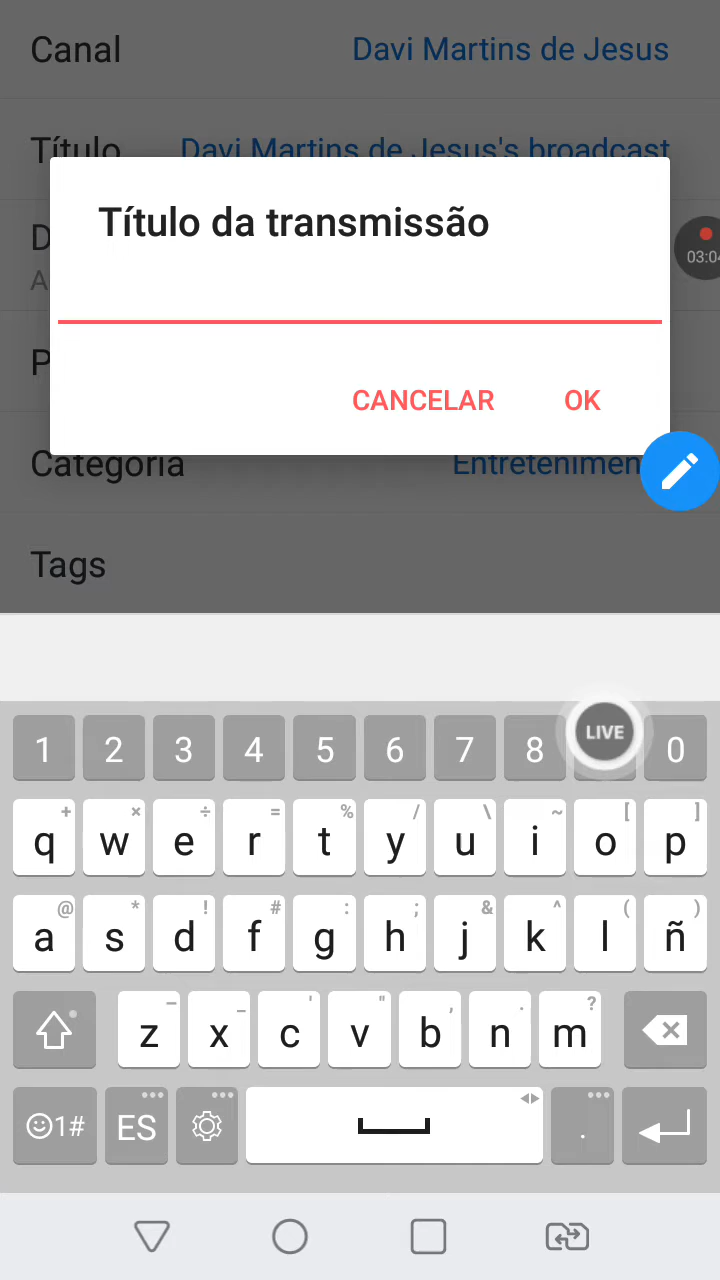 Canal Davi Martins de Jesus
Título Davi Martins de Jesus's broadcast
Título da transmissão
D
03:04
A
P
CANCELAR OK
Categoria Entretenimen
Tags
1 2 3 4 5 6 7 8 LIVE 0
+ × ÷ = % / \ ~ [ ]
q w e r t y u i o p
@ * ! # : ; & ^ ( )
a s d f g h j k l ñ
– _ ' " , . ?
z x c v b n m
☺1# ES .